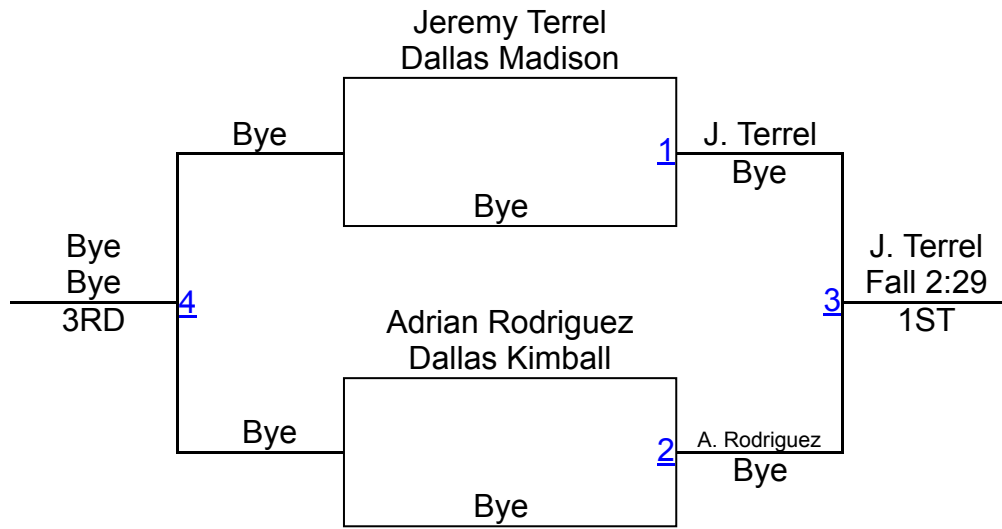 Jeremy Terrel
Dallas Madison
Bye
1
J. Terrel
Bye
Bye
Bye
Bye
3RD
4
J. Terrel
Fall 2:29
1ST
3
Adrian Rodriguez
Dallas Kimball
Bye
2
A. Rodriguez
Bye
Bye